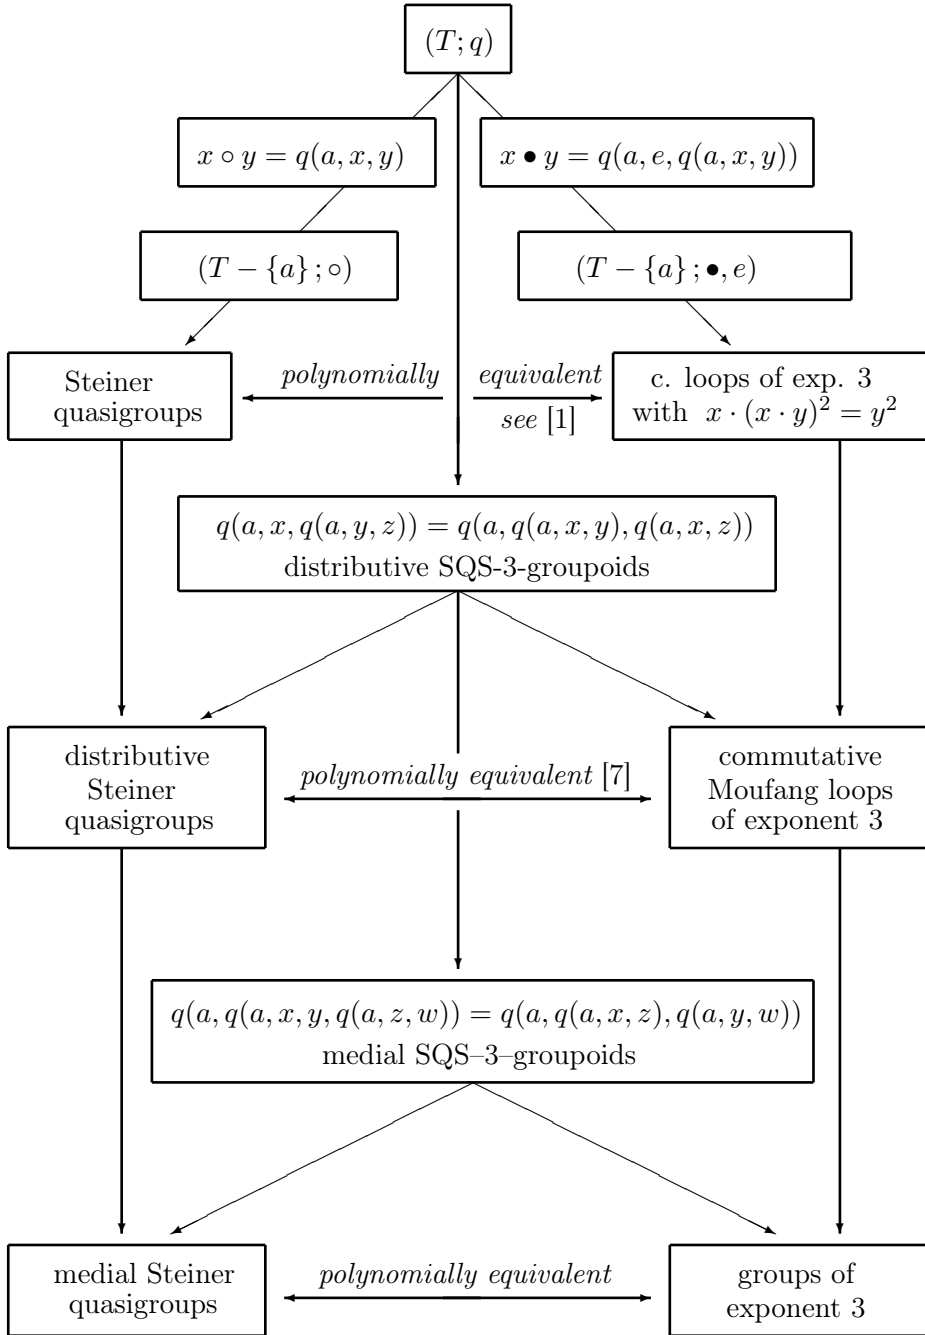 (T; q)
x ∘ y = q(a, x, y)
x • y = q(a, e, q(a, x, y))
(T − {a} ; ∘)
(T − {a} ; •, e)
Steiner
quasigroups
polynomially
equivalent
see [1]
c. loops of exp. 3
with x · (x · y)² = y²
q(a, x, q(a, y, z)) = q(a, q(a, x, y), q(a, x, z))
distributive SQS-3-groupoids
distributive
Steiner
quasigroups
polynomially equivalent [7]
commutative
Moufang loops
of exponent 3
q(a, q(a, x, y, q(a, z, w)) = q(a, q(a, x, z), q(a, y, w))
medial SQS–3–groupoids
medial Steiner
quasigroups
polynomially equivalent
groups of
exponent 3